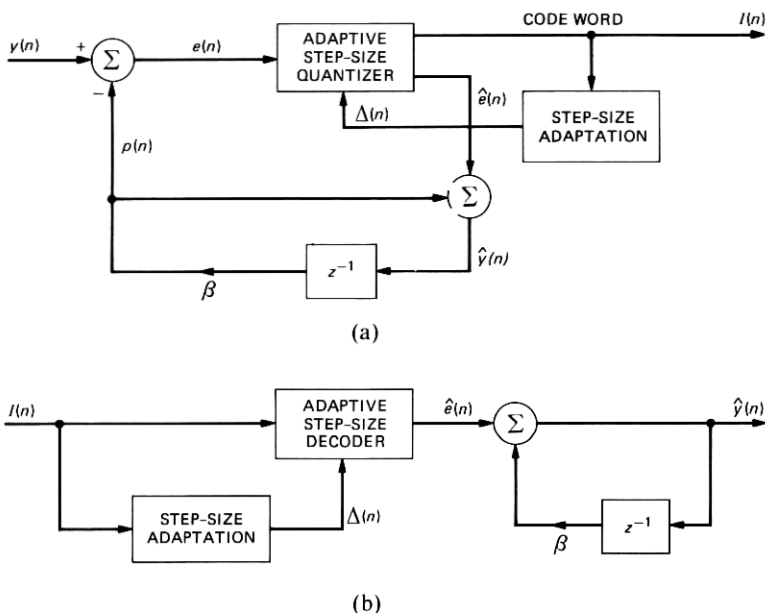 CODE WORD
I(n)
y(n)
+
Σ
−
e(n)
ADAPTIVE
STEP-SIZE
QUANTIZER
ê(n)
Δ(n)
STEP-SIZE
ADAPTATION
p(n)
Σ
ŷ(n)
z⁻¹
β
(a)
I(n)
ADAPTIVE
STEP-SIZE
DECODER
ê(n)
Σ
ŷ(n)
STEP-SIZE
ADAPTATION
Δ(n)
β
z⁻¹
(b)